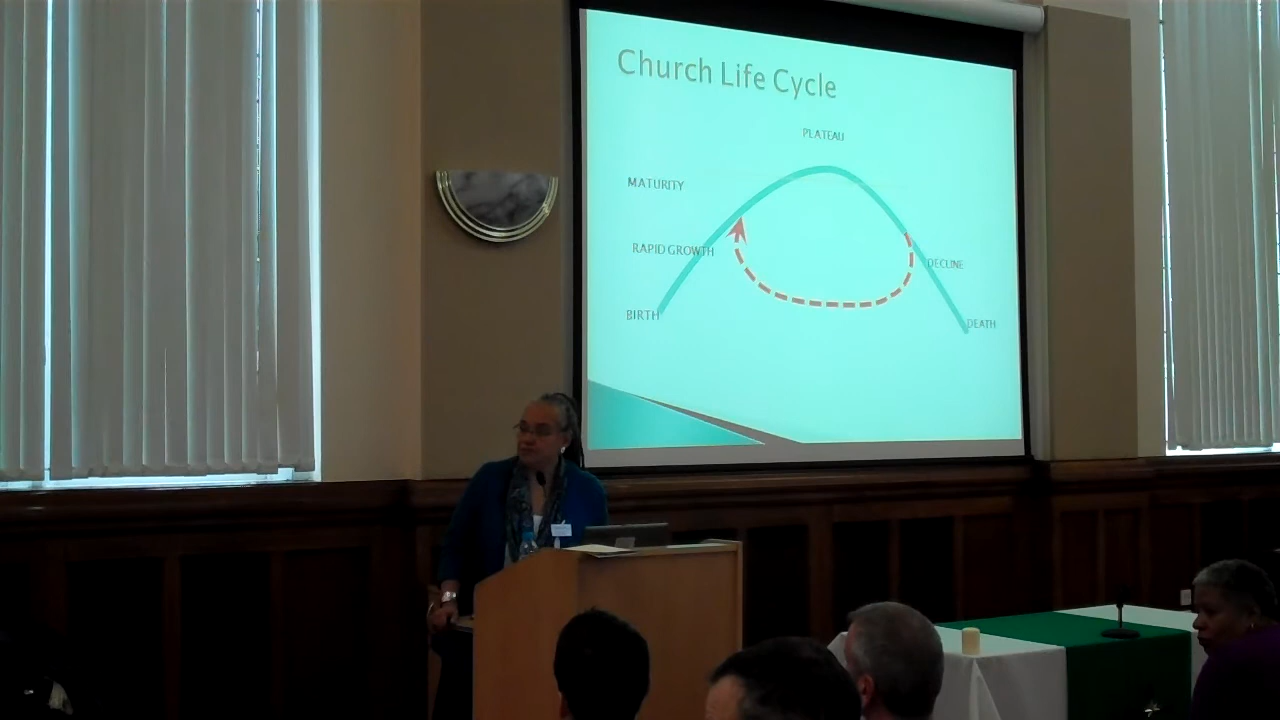 Church Life Cycle
PLATEAU
MATURITY
RAPID GROWTH
DECLINE
BIRTH
DEATH